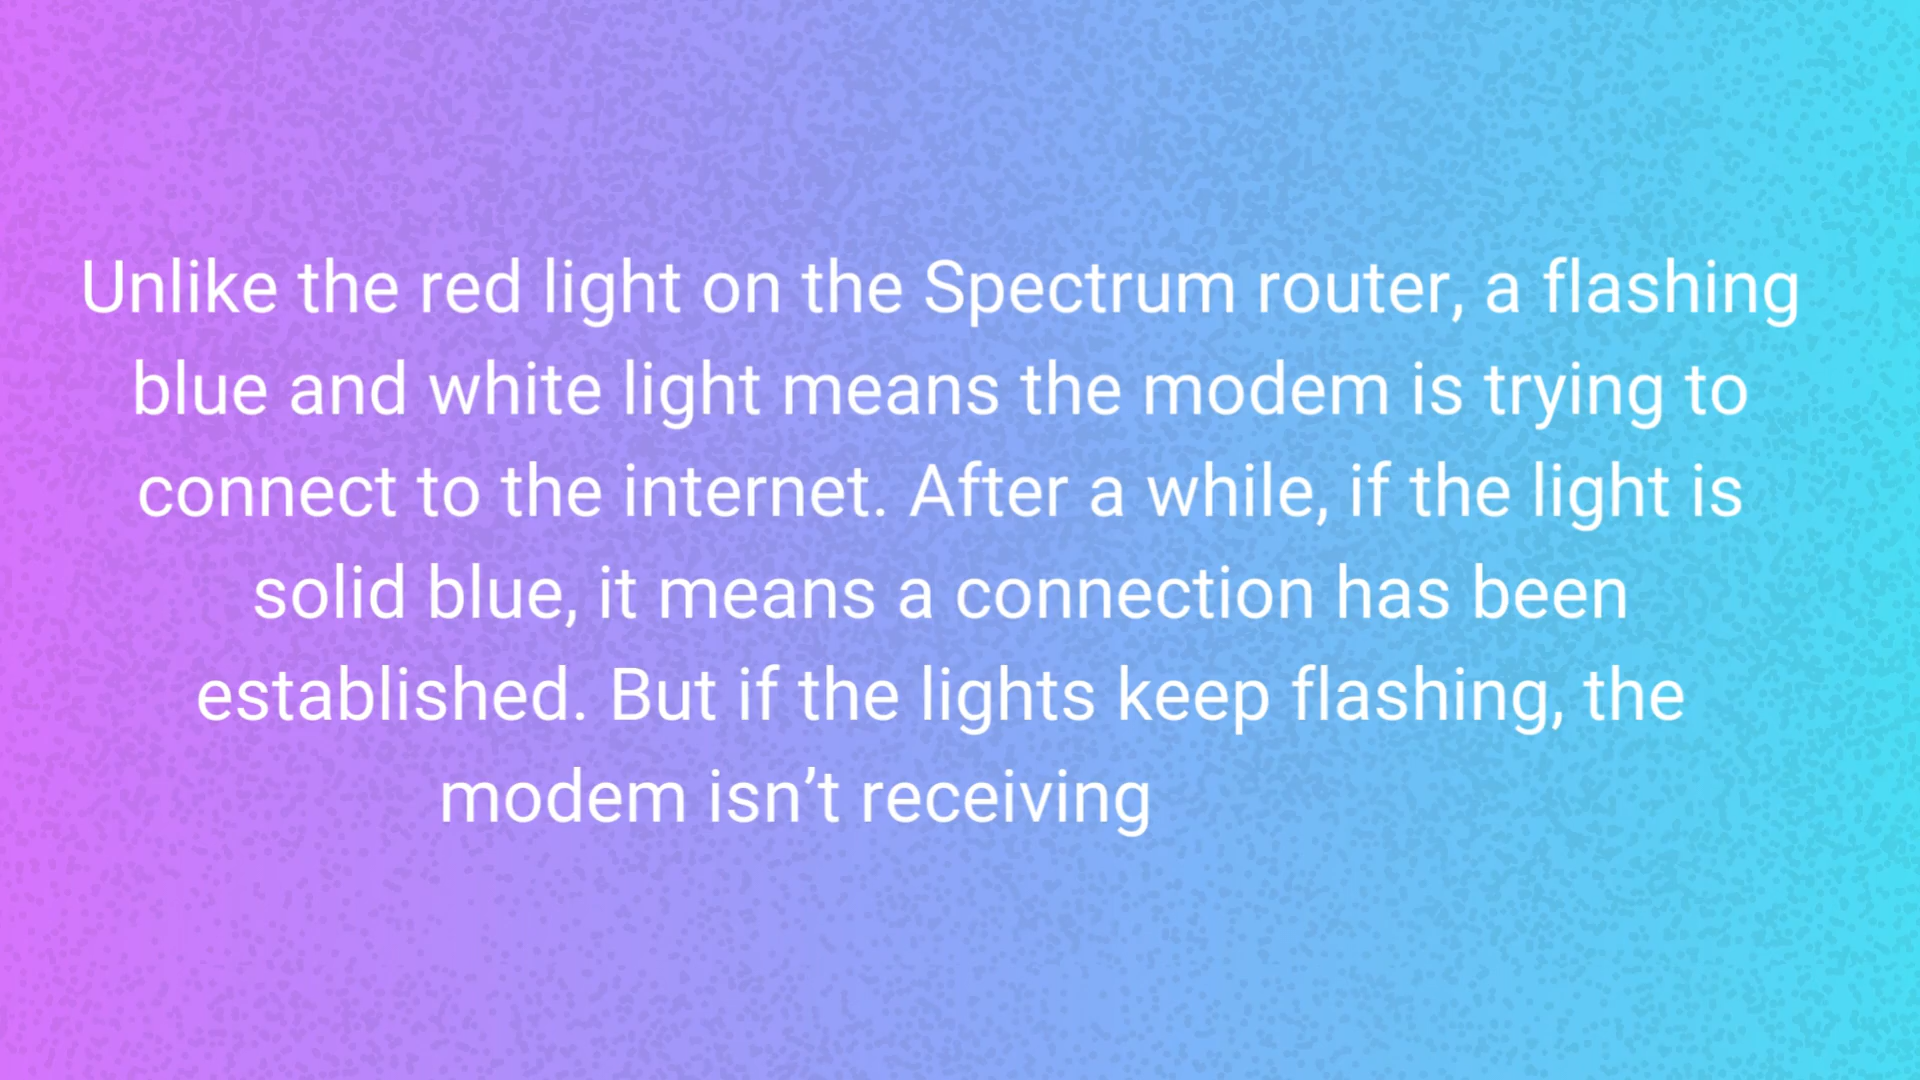 Unlike the red light on the Spectrum router, a flashing
blue and white light means the modem is trying to
connect to the internet. After a while, if the light is
solid blue, it means a connection has been
established. But if the lights keep flashing, the
modem isn’t receiving